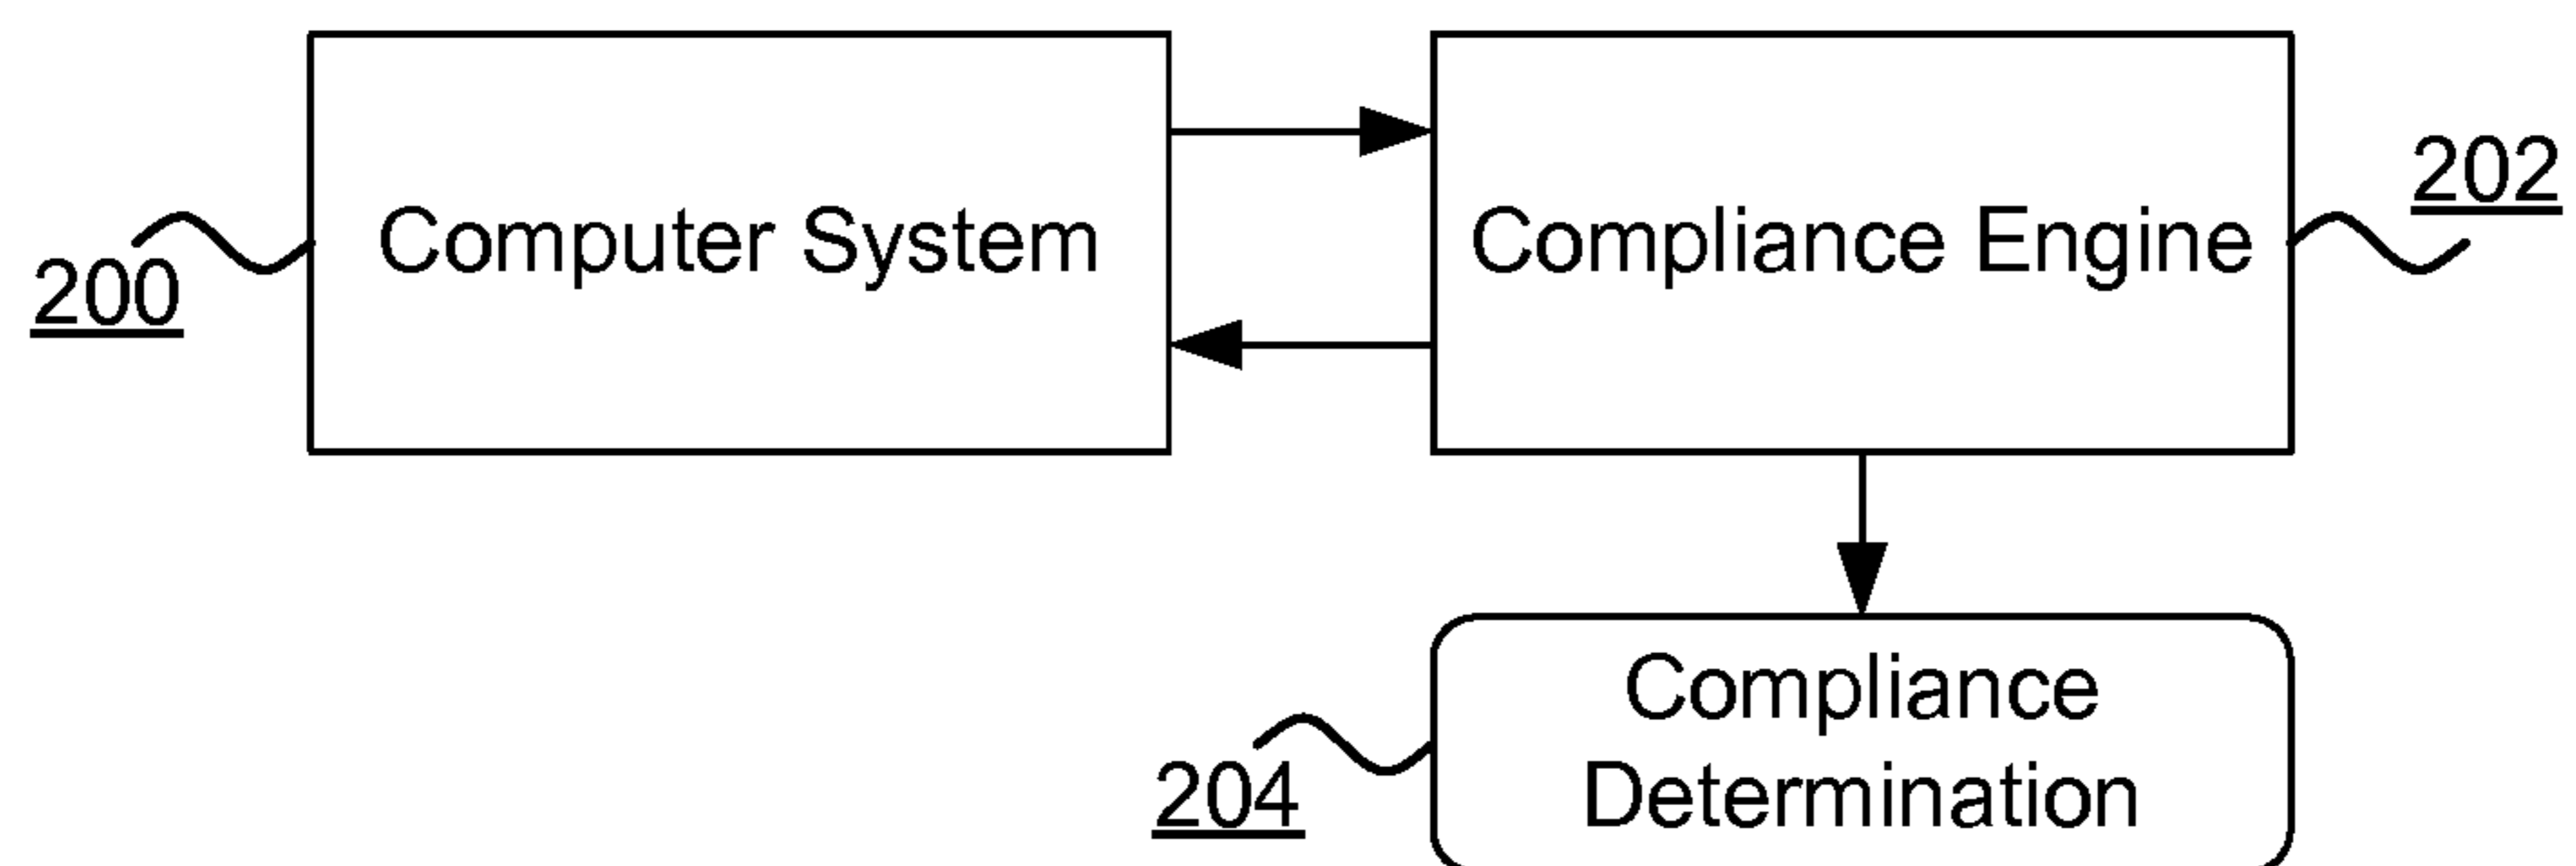 Computer System
Compliance Engine
202
200
Compliance
Determination
204